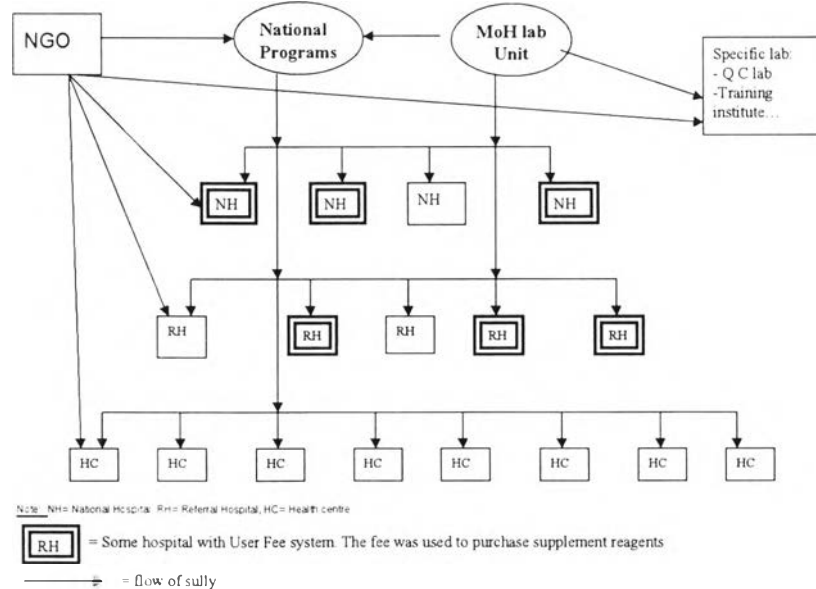 NGO
National
Programs
MoH lab
Unit
Specific lab:
- Q C lab
-Training
institute...
NH
NH
NH
NH
RH
RH
RH
RH
RH
HC
HC
HC
HC
HC
HC
HC
HC
Note: NH= National Hospital. RH= Referral Hospital, HC= Health centre
RH
= Some hospital with User Fee system. The fee was used to purchase supplement reagents
= flow of sully